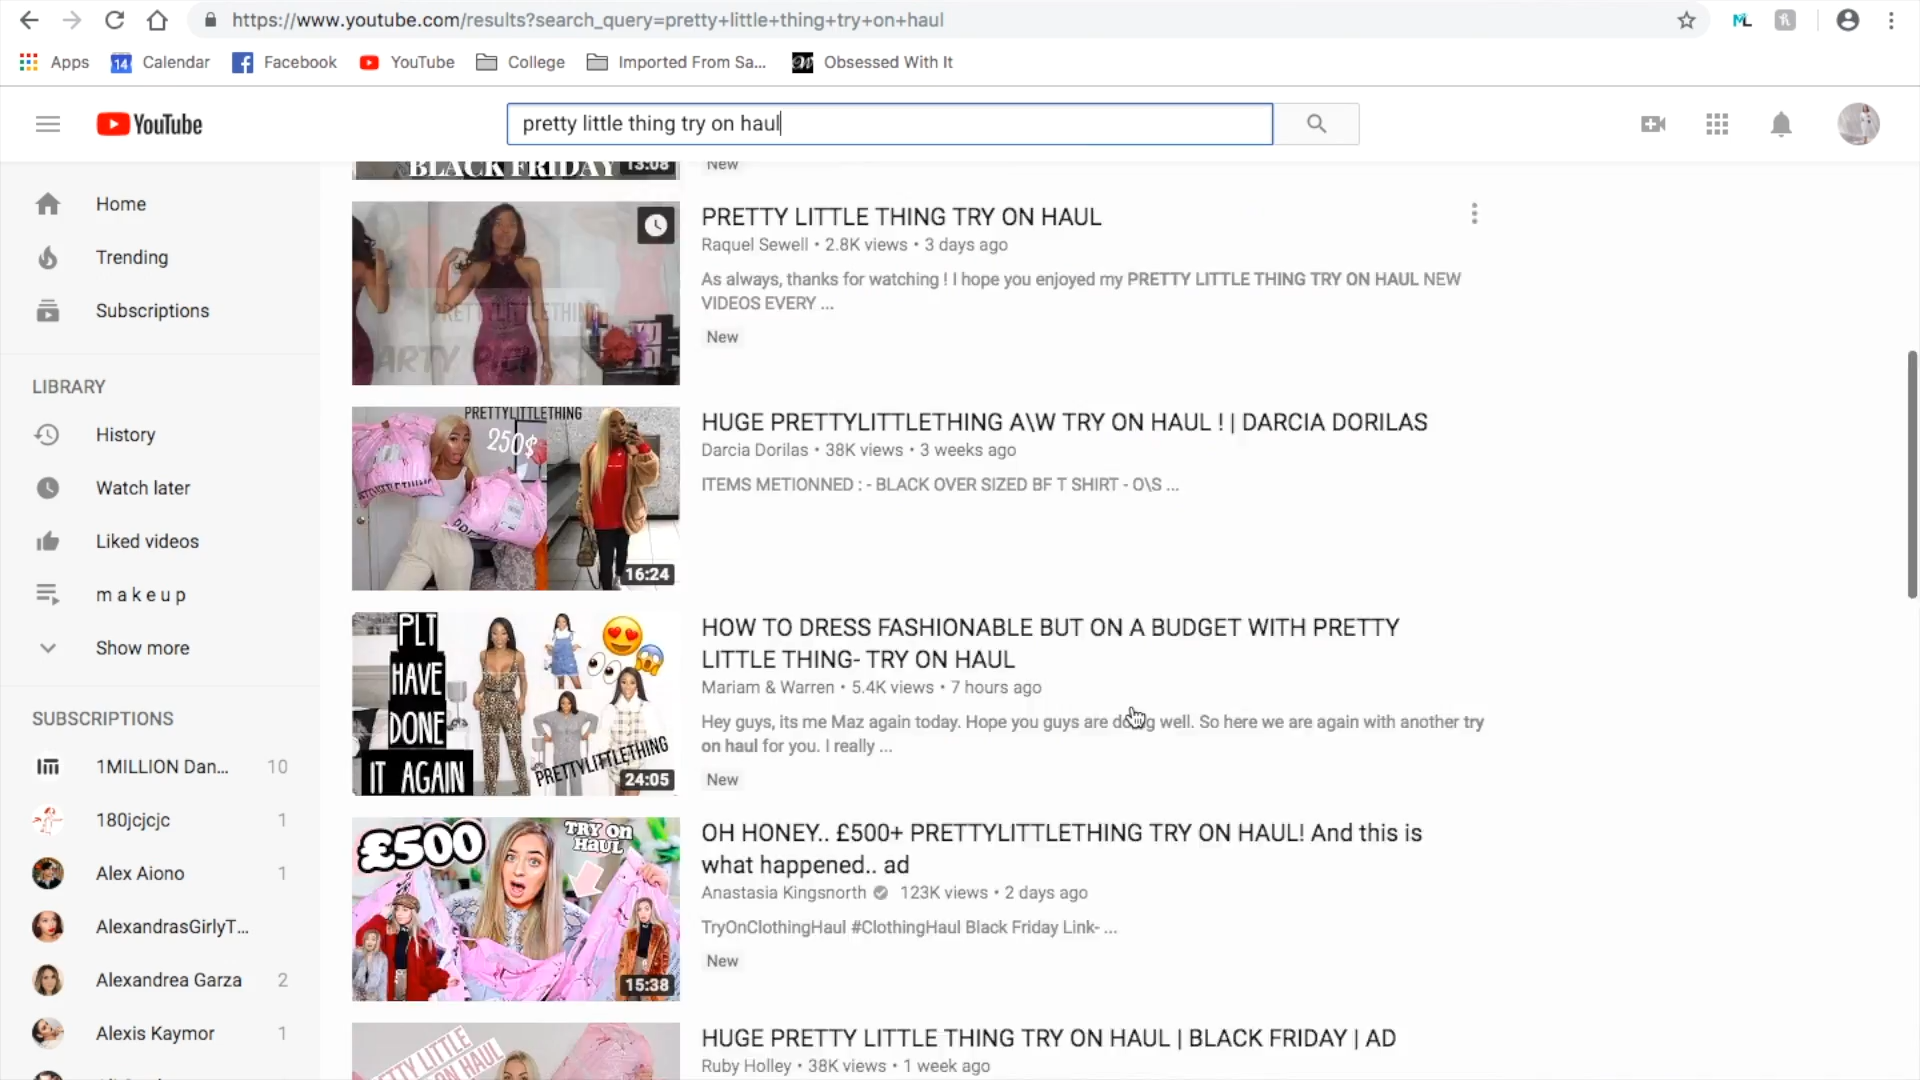 https://www.youtube.com/results?search_query=pretty+little+thing+try+on+haul
Apps
14
Calendar
Facebook
YouTube
College
Imported From Sa...
Obsessed With It
YouTube
pretty little thing try on haul
Home
Trending
Subscriptions
LIBRARY
History
Watch later
Liked videos
m a k e u p
Show more
SUBSCRIPTIONS
1MILLION Dan... 10
180jcjcjc 1
Alex Aiono 1
AlexandrasGirlyT...
Alexandrea Garza 2
Alexis Kaymor 1
BLACK FRIDAY
13:08
New
PRETTYLITTLETHING
PARTY PICKS
PRETTY LITTLE THING TRY ON HAUL
Raquel Sewell • 2.8K views • 3 days ago
As always, thanks for watching ! I hope you enjoyed my PRETTY LITTLE THING TRY ON HAUL NEW
VIDEOS EVERY ...
New
PRETTYLITTLETHING
250$
16:24
HUGE PRETTYLITTLETHING A\W TRY ON HAUL ! | DARCIA DORILAS
Darcia Dorilas • 38K views • 3 weeks ago
ITEMS METIONNED : - BLACK OVER SIZED BF T SHIRT - O\S ...
PLT
HAVE
DONE
IT AGAIN
PRETTYLITTLETHING
24:05
HOW TO DRESS FASHIONABLE BUT ON A BUDGET WITH PRETTY
LITTLE THING- TRY ON HAUL
Mariam & Warren • 5.4K views • 7 hours ago
Hey guys, its me Maz again today. Hope you guys are doing well. So here we are again with another try
on haul for you. I really ...
New
£500
TRY ON
HAUL
15:38
OH HONEY.. £500+ PRETTYLITTLETHING TRY ON HAUL! And this is
what happened.. ad
Anastasia Kingsnorth 123K views • 2 days ago
TryOnClothingHaul #ClothingHaul Black Friday Link- ...
New
HUGE PRETTY LITTLE THING TRY ON HAUL | BLACK FRIDAY | AD
Ruby Holley • 38K views • 1 week ago